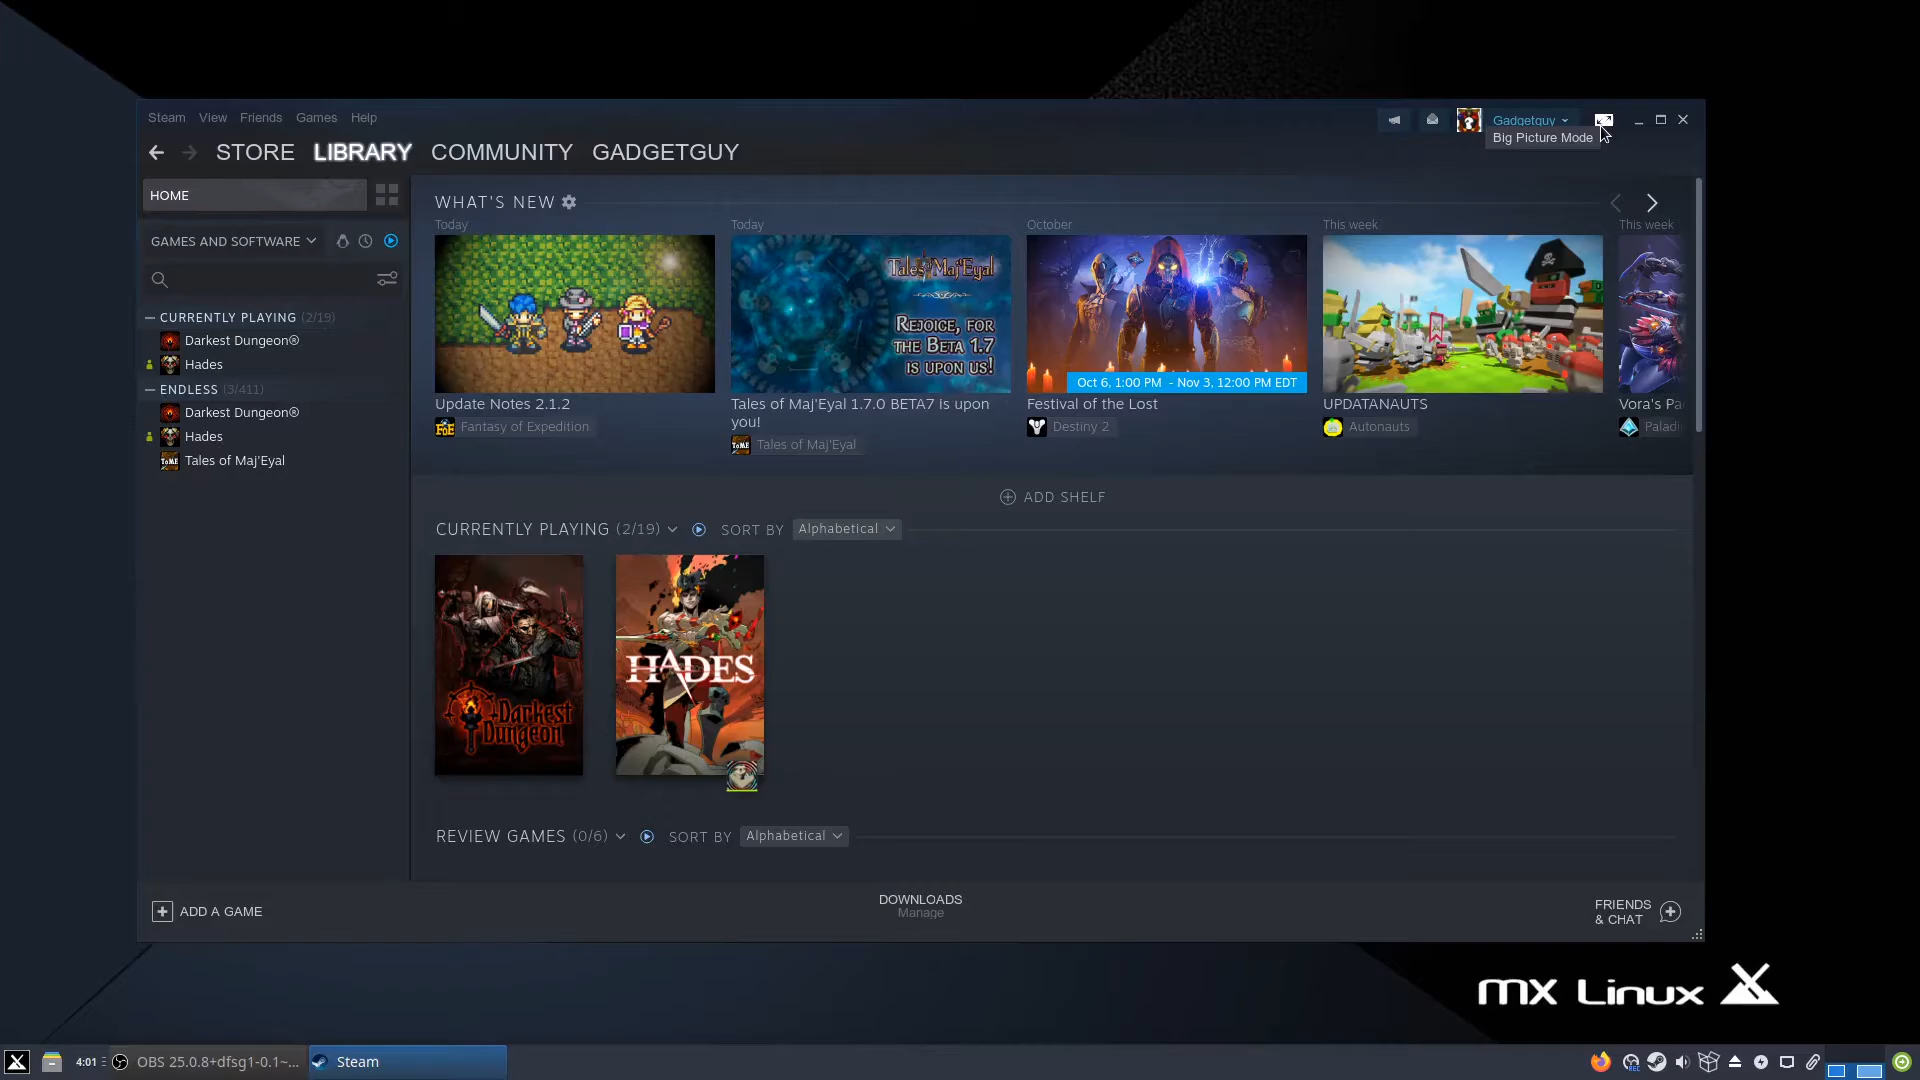 Steam View Friends Games Help
Gadgetguy
Big Picture Mode
STORE LIBRARY COMMUNITY GADGETGUY
HOME
GAMES AND SOFTWARE
CURRENTLY PLAYING (2/19)
Darkest Dungeon®
Hades
ENDLESS (3/411)
Darkest Dungeon®
Hades
Tales of Maj'Eyal
WHAT'S NEW
Today
Update Notes 2.1.2
FoE
Fantasy of Expedition
Today
Tales of Maj'Eyal
REJOICE, FOR
THE BETA 1.7
IS UPON US!
Tales of Maj'Eyal 1.7.0 BETA7 is upon
you!
ToME
Tales of Maj'Eyal
October
Oct 6, 1:00 PM - Nov 3, 12:00 PM EDT
Festival of the Lost
Destiny 2
This week
UPDATANAUTS
Autonauts
This week
Vora's Pa
Paladi
ADD SHELF
CURRENTLY PLAYING (2/19) SORT BY Alphabetical
Darkest
Dungeon
HADES
REVIEW GAMES (0/6) SORT BY Alphabetical
ADD A GAME
DOWNLOADS
Manage
FRIENDS
& CHAT
MX Linux
4:01
OBS 25.0.8+dfsg1-0.1~...
Steam
REC